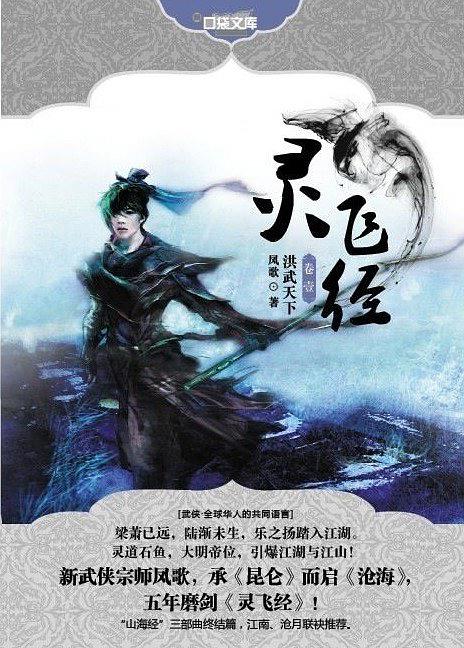 口袋文库
灵飞经
卷壹
洪武天下
凤歌⊙著
[武侠·全球华人的共同语言]
梁萧已远，陆渐未生，乐之扬踏入江湖。
灵道石鱼，大明帝位，引爆江湖与江山！
新武侠宗师凤歌，承《昆仑》而启《沧海》，
五年磨剑《灵飞经》！
“山海经”三部曲终结篇，江南、沧月联袂推荐。